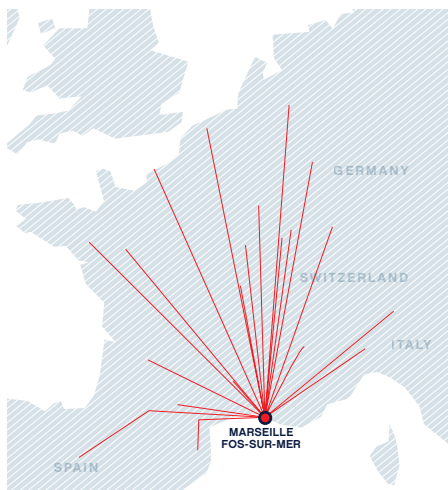 GERMANY
SWITZERLAND
ITALY
MARSEILLE
FOS-SUR-MER
SPAIN